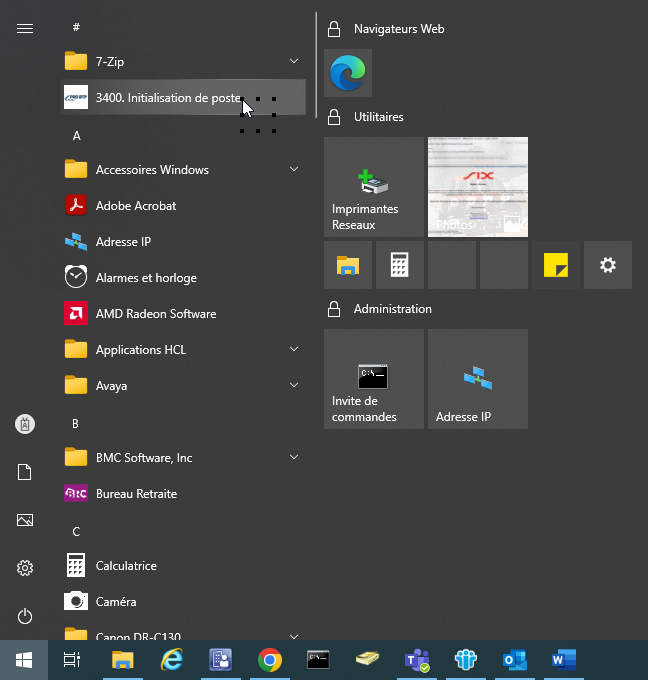 #
7-Zip
3400. Initialisation de poste
A
Accessoires Windows
Adobe Acrobat
Adresse IP
Alarmes et horloge
AMD Radeon Software
Applications HCL
Avaya
B
BMC Software, Inc
Bureau Retraite
C
Calculatrice
Caméra
Canon DR-C130
Navigateurs Web
Utilitaires
Imprimantes
Reseaux
SIX
Photos
Administration
C:\_
Invite de
commandes
Adresse IP